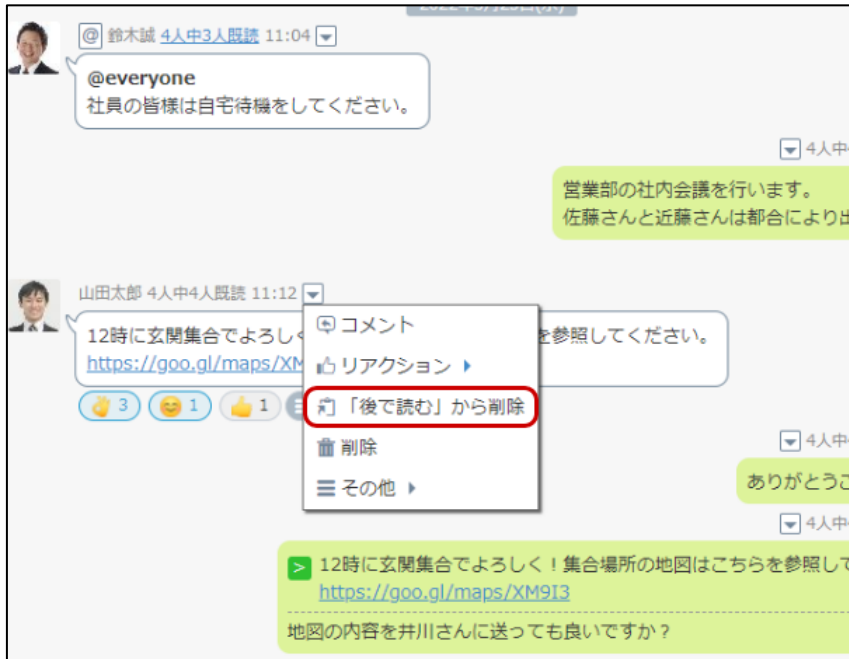 @ 鈴木誠 4人中3人既読 11:04
@everyone
社員の皆様は自宅待機をしてください。
4人中
営業部の社内会議を行います。
佐藤さんと近藤さんは都合により出
山田太郎 4人中4人既読 11:12
12時に玄関集合でよろしく
を参照してください。
https://goo.gl/maps/XM
コメント
リアクション
「後で読む」から削除
削除
その他
3
1
1
4人中
ありがとうご
4人中
12時に玄関集合でよろしく！集合場所の地図はこちらを参照して
https://goo.gl/maps/XM9I3
地図の内容を井川さんに送っても良いですか？